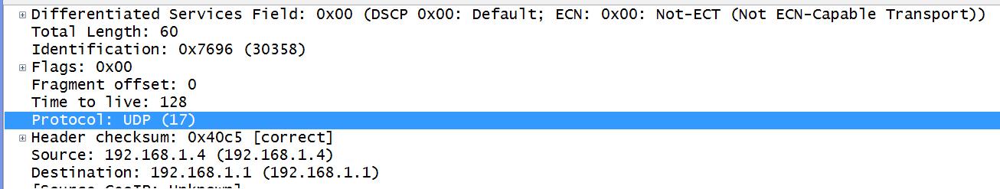 Differentiated Services Field: 0x00 (DSCP 0x00: Default; ECN: 0x00: Not-ECT (Not ECN-Capable Transport))
Total Length: 60
Identification: 0x7696 (30358)
Flags: 0x00
Fragment offset: 0
Time to live: 128
Protocol: UDP (17)
Header checksum: 0x40c5 [correct]
Source: 192.168.1.4 (192.168.1.4)
Destination: 192.168.1.1 (192.168.1.1)
[Source GeoIP: Unknown]